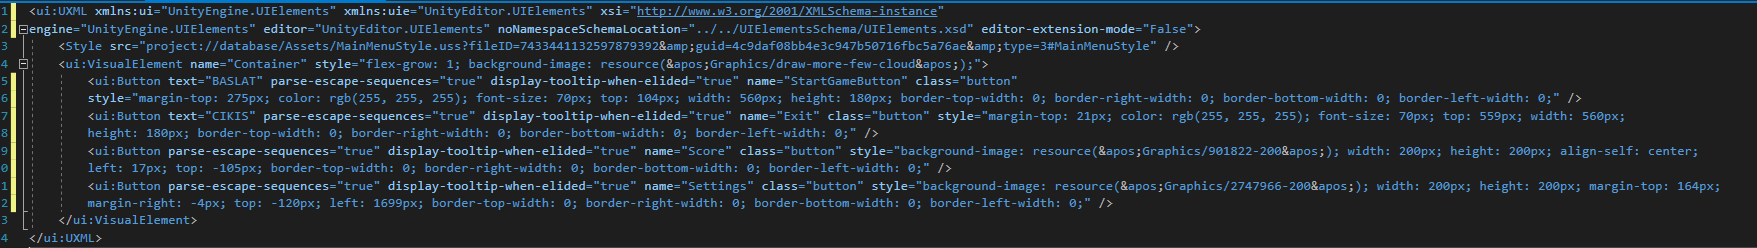 1 <ui:UXML xmlns:ui="UnityEngine.UIElements" xmlns:uie="UnityEditor.UIElements" xsi="http://www.w3.org/2001/XMLSchema-instance"
2 engine="UnityEngine.UIElements" editor="UnityEditor.UIElements" noNamespaceSchemaLocation="../../UIElementsSchema/UIElements.xsd" editor-extension-mode="False">
3 <Style src="project://database/Assets/MainMenuStyle.uss?fileID=7433441132597879392&amp;guid=4c9daf08bb4e3c947b50716fbc5a76ae&amp;type=3#MainMenuStyle" />
4 <ui:VisualElement name="Container" style="flex-grow: 1; background-image: resource(&apos;Graphics/draw-more-few-cloud&apos;);">
5 <ui:Button text="BASLAT" parse-escape-sequences="true" display-tooltip-when-elided="true" name="StartGameButton" class="button"
6 style="margin-top: 275px; color: rgb(255, 255, 255); font-size: 70px; top: 104px; width: 560px; height: 180px; border-top-width: 0; border-right-width: 0; border-bottom-width: 0; border-left-width: 0;" />
7 <ui:Button text="CIKIS" parse-escape-sequences="true" display-tooltip-when-elided="true" name="Exit" class="button" style="margin-top: 21px; color: rgb(255, 255, 255); font-size: 70px; top: 559px; width: 560px;
8 height: 180px; border-top-width: 0; border-right-width: 0; border-bottom-width: 0; border-left-width: 0;" />
9 <ui:Button parse-escape-sequences="true" display-tooltip-when-elided="true" name="Score" class="button" style="background-image: resource(&apos;Graphics/901822-200&apos;); width: 200px; height: 200px; align-self: center;
0 left: 17px; top: -105px; border-top-width: 0; border-right-width: 0; border-bottom-width: 0; border-left-width: 0;" />
1 <ui:Button parse-escape-sequences="true" display-tooltip-when-elided="true" name="Settings" class="button" style="background-image: resource(&apos;Graphics/2747966-200&apos;); width: 200px; height: 200px; margin-top: 164px;
2 margin-right: -4px; top: -120px; left: 1699px; border-top-width: 0; border-right-width: 0; border-bottom-width: 0; border-left-width: 0;" />
3 </ui:VisualElement>
4 </ui:UXML>